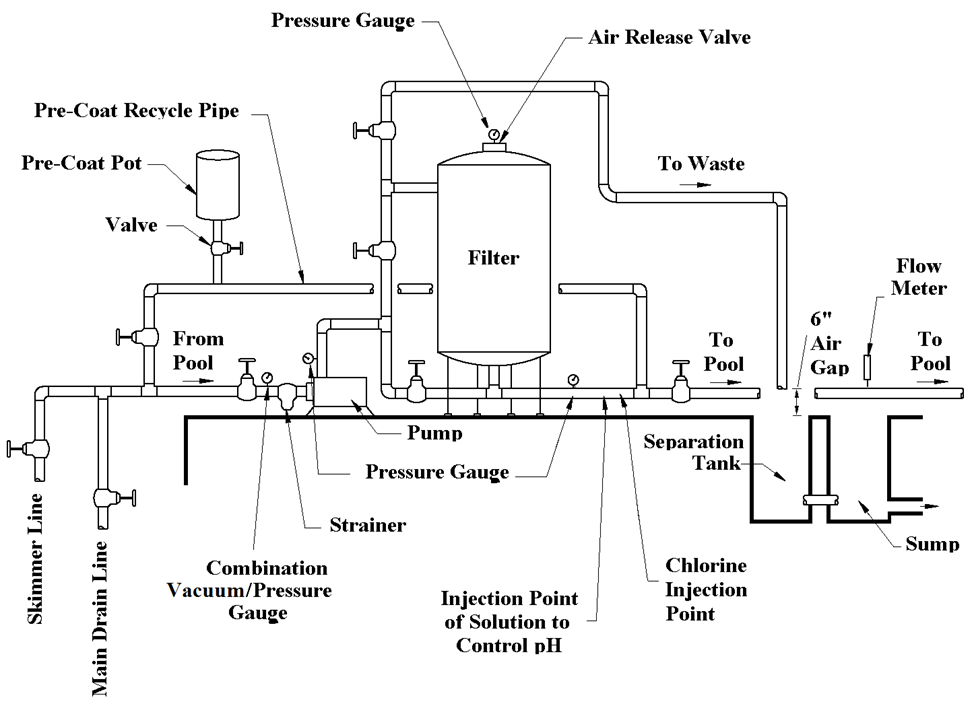 Pressure Gauge
Air Release Valve
Pre-Coat Recycle Pipe
Pre-Coat Pot
To Waste
Valve
Filter
Flow
Meter
6"
Air
Gap
From
Pool
To
Pool
To
Pool
Pump
Separation
Tank
Pressure Gauge
Strainer
Sump
Skimmer Line
Main Drain Line
Combination
Vacuum/Pressure
Gauge
Injection Point
of Solution to
Control pH
Chlorine
Injection
Point